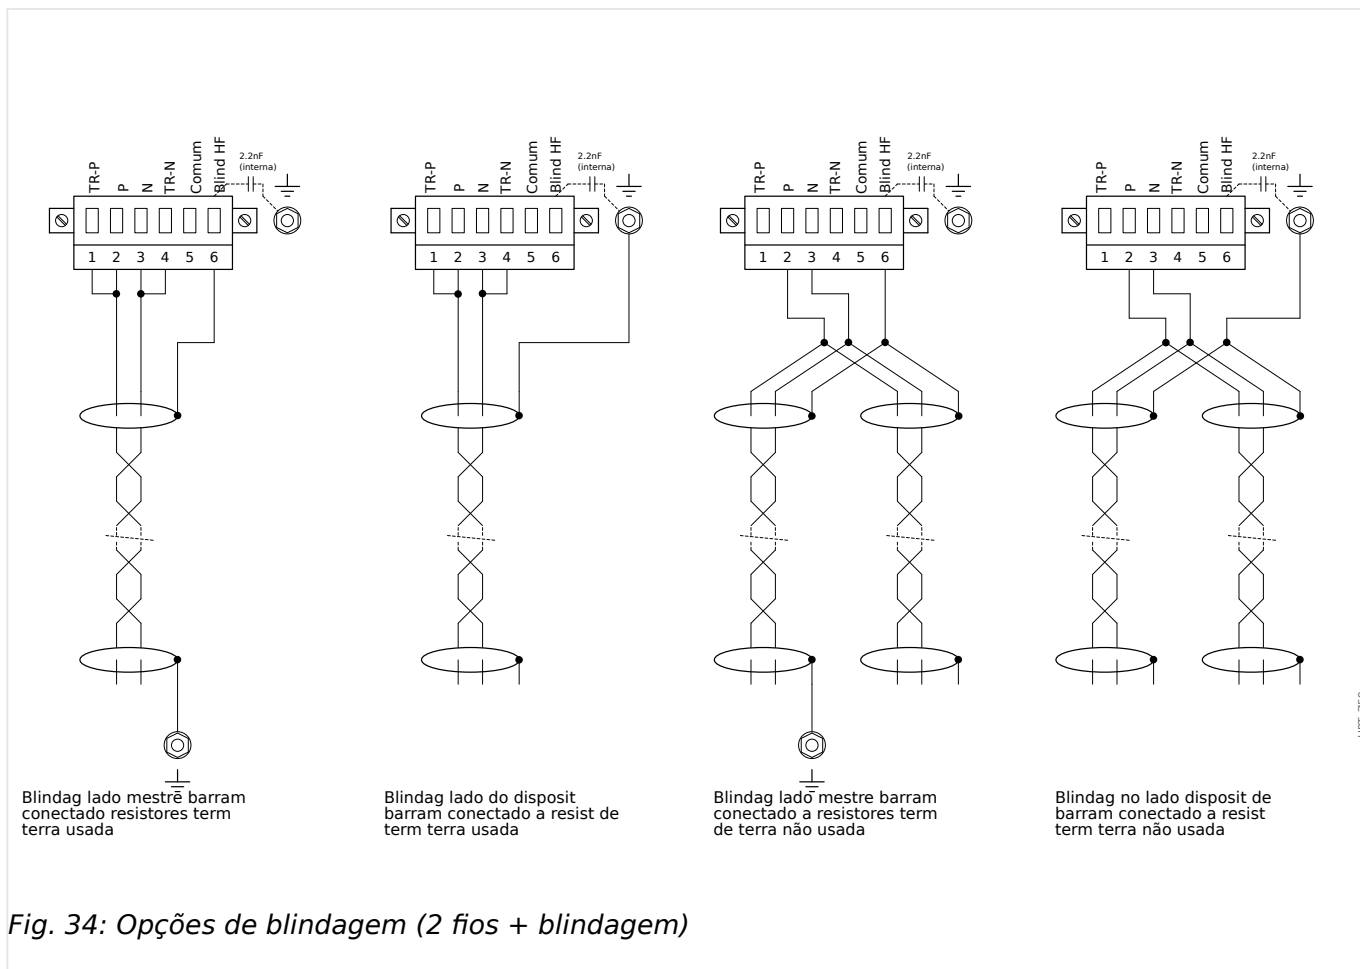 TR-P
P
N
TR-N
Comum
Blind HF
2.2nF
(interna)
1 2 3 4 5 6
TR-P
P
N
TR-N
Comum
Blind HF
2.2nF
(interna)
1 2 3 4 5 6
TR-P
P
N
TR-N
Comum
Blind HF
2.2nF
(interna)
1 2 3 4 5 6
TR-P
P
N
TR-N
Comum
Blind HF
2.2nF
(interna)
1 2 3 4 5 6
Blindag lado mestre barram
conectado resistores term
terra usada
Blindag lado do disposit
barram conectado a resist de
term terra usada
Blindag lado mestre barram
conectado a resistores term
de terra não usada
Blindag no lado disposit de
barram conectado a resist
term terra não usada
Fig. 34: Opções de blindagem (2 fios + blindagem)